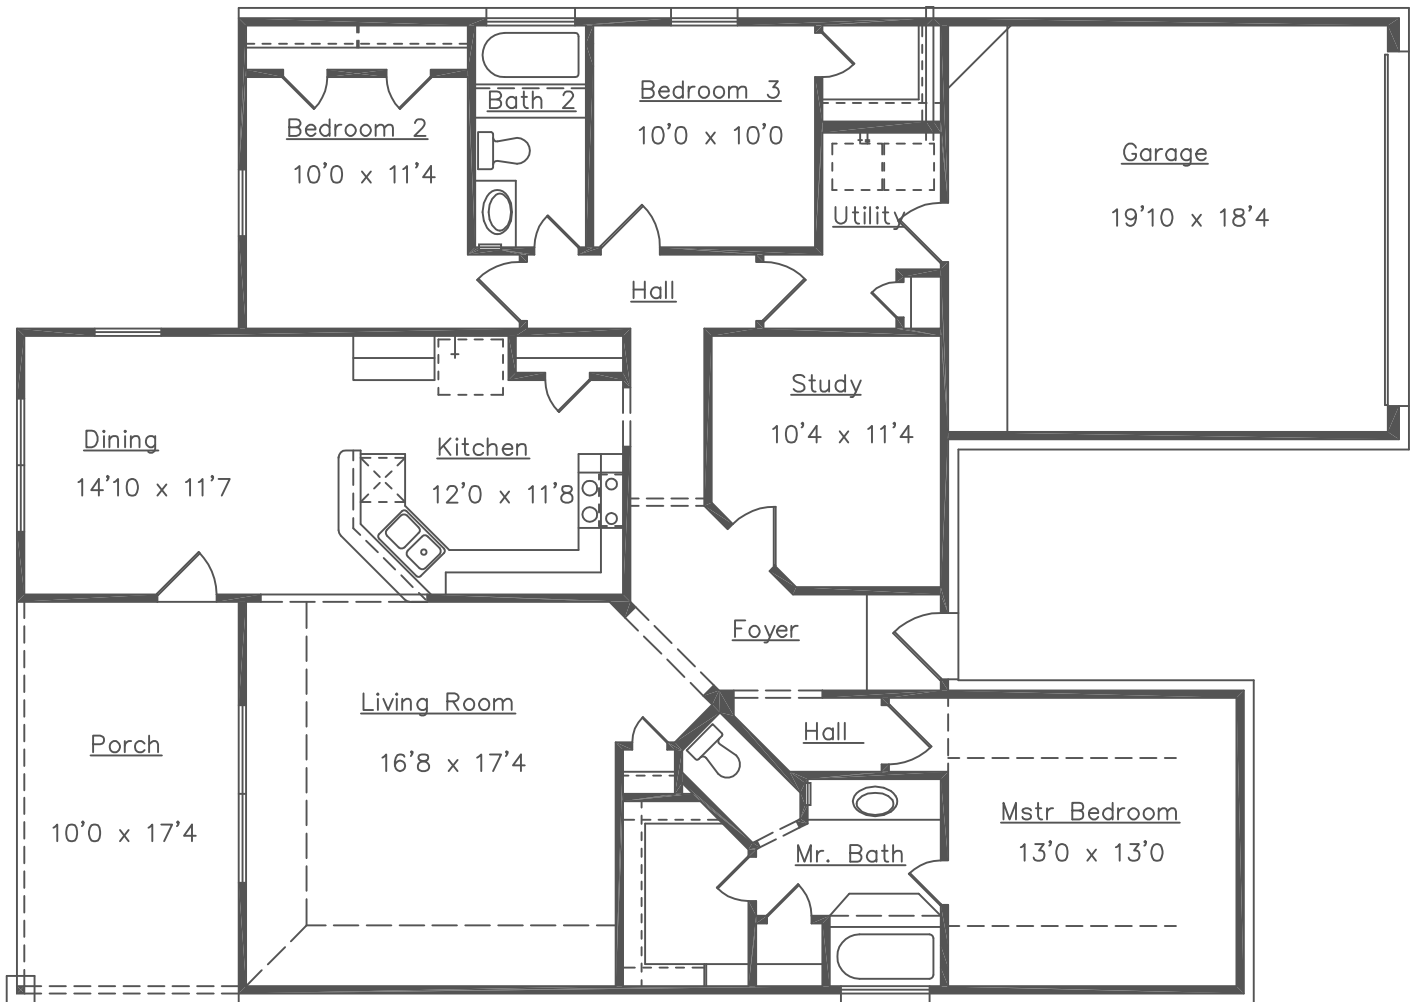 Bedroom 2
10'0 x 11'4
Bath 2
Bedroom 3
10'0 x 10'0
Utility
Garage
19'10 x 18'4
Hall
Dining
14'10 x 11'7
Kitchen
12'0 x 11'8
Study
10'4 x 11'4
Foyer
Living Room
16'8 x 17'4
Porch
10'0 x 17'4
Hall
Mr. Bath
Mstr Bedroom
13'0 x 13'0